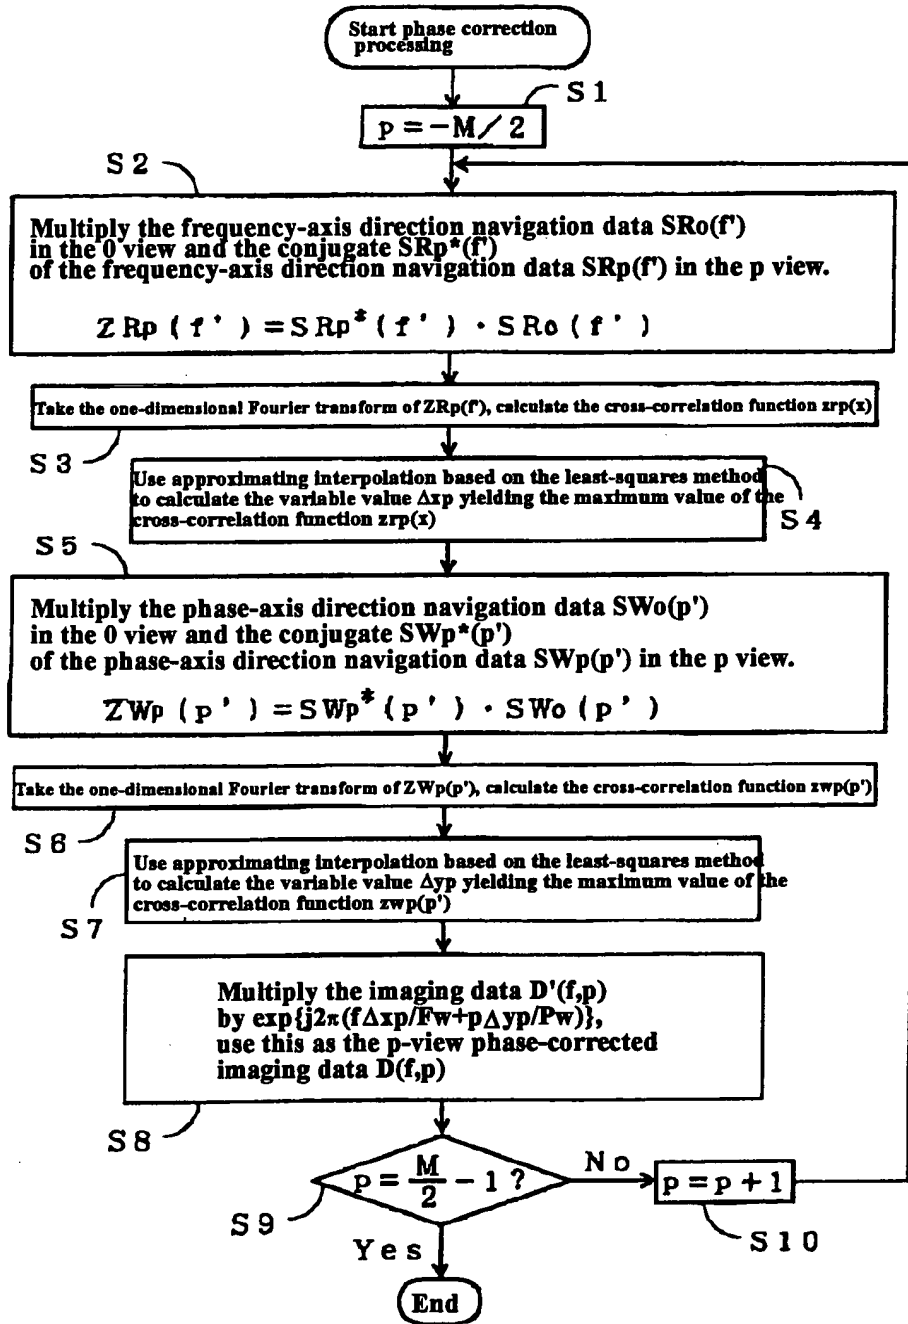 Start phase correction
processing
S1
p=-M/2
S2
Multiply the frequency-axis direction navigation data SRo(f')
in the 0 view and the conjugate SRp*(f')
of the frequency-axis direction navigation data SRp(f') in the p view.
ZRp(f')=SRp*(f')·SRo(f')
Take the one-dimensional Fourier transform of ZRp(f'), calculate the cross-correlation function zrp(x)
S3
Use approximating interpolation based on the least-squares method
to calculate the variable value Δxp yielding the maximum value of the
cross-correlation function zrp(x)
S4
S5
Multiply the phase-axis direction navigation data SWo(p')
in the 0 view and the conjugate SWp*(p')
of the phase-axis direction navigation data SWp(p') in the p view.
ZWp(p')=SWp*(p')·SWo(p')
Take the one-dimensional Fourier transform of ZWp(p'), calculate the cross-correlation function zwp(p')
S6
Use approximating interpolation based on the least-squares method
to calculate the variable value Δyp yielding the maximum value of the
cross-correlation function zwp(p')
S7
Multiply the imaging data D'(f,p)
by exp{j2π(fΔxp/Fw+pΔyp/Pw)},
use this as the p-view phase-corrected
imaging data D(f,p)
S8
p=M/2-1?
No
p=p+1
S9
S10
Yes
End